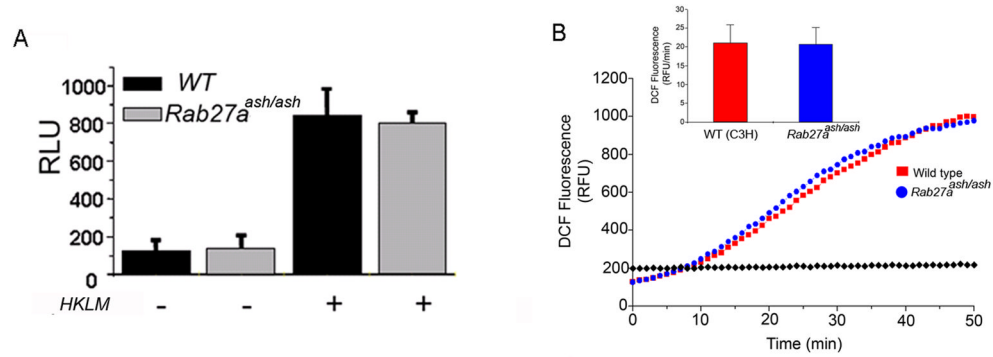 A
RLU
1000
800
600
400
200
0
WT
Rab27a ash/ash
HKLM
- - + +
B
DCF Fluorescence
(RFU/min)
30
25
20
15
10
5
0
WT (C3H) Rab27a ash/ash
DCF Fluorescence
(RFU)
1200
1000
800
600
400
200
0
Wild type
Rab27a ash/ash
0 10 20 30 40 50
Time (min)